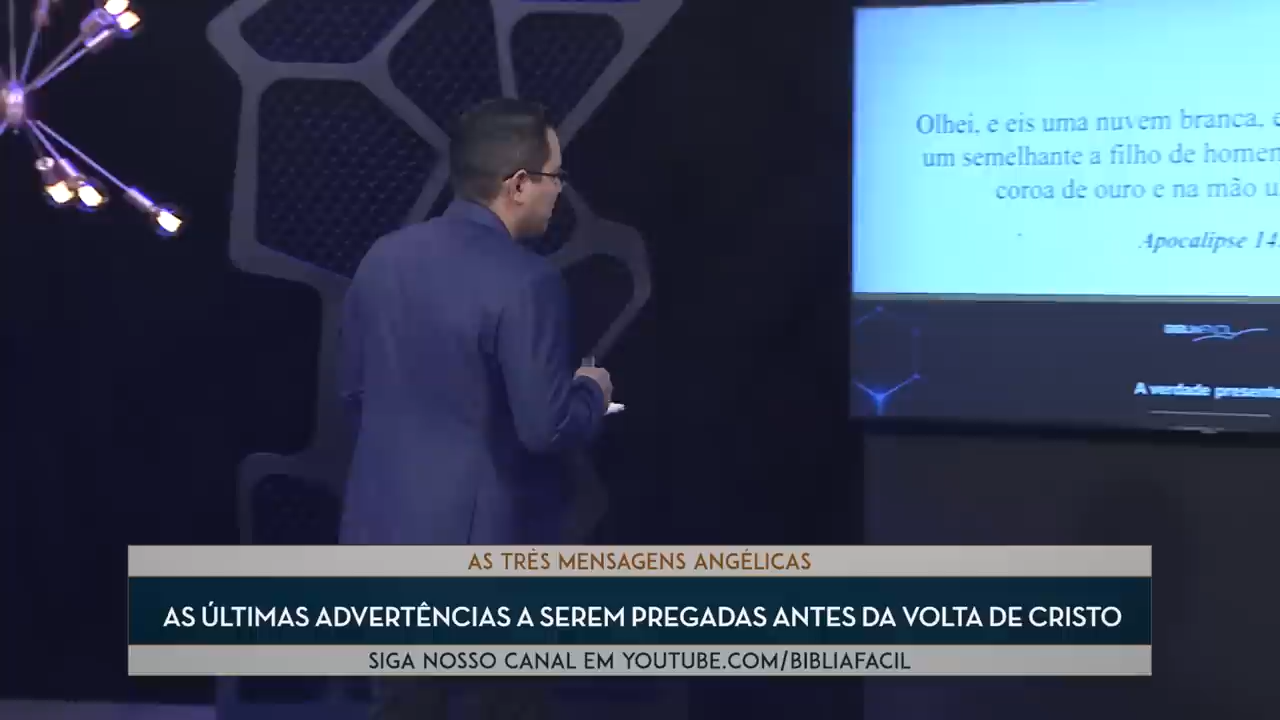 Olhei, e eis uma nuvem branca, e
um semelhante a filho de homem
coroa de ouro e na mão u
Apocalipse 14
A verdade presente
AS TRÊS MENSAGENS ANGÉLICAS
AS ÚLTIMAS ADVERTÊNCIAS A SEREM PREGADAS ANTES DA VOLTA DE CRISTO
SIGA NOSSO CANAL EM YOUTUBE.COM/BIBLIAFACIL